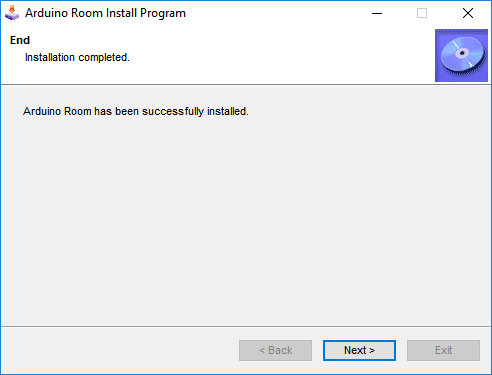 Arduino Room Install Program
End
Installation completed.
Arduino Room has been successfully installed.
< Back
Next >
Exit